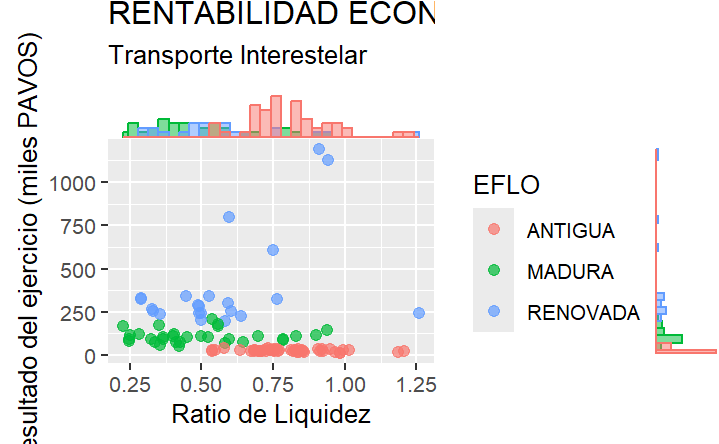 RENTABILIDAD ECON
Transporte Interestelar
esultado del ejercicio (miles PAVOS)
1000
750
500
250
0
0.25 0.50 0.75 1.00 1.25
Ratio de Liquidez
EFLO
ANTIGUA
MADURA
RENOVADA